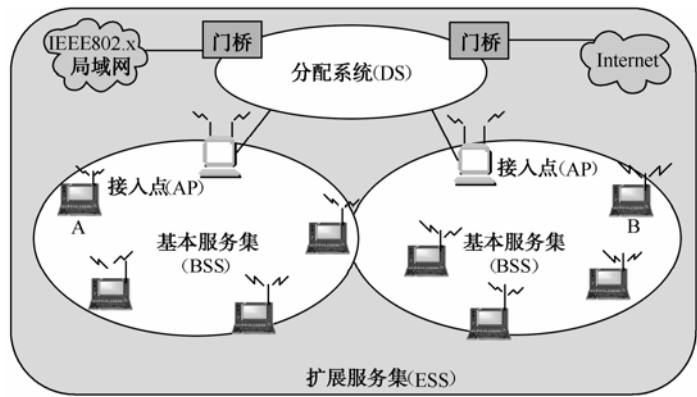 IEEE802.x
局域网
门桥
门桥
Internet
分配系统(DS)
接入点(AP)
接入点(AP)
A
B
基本服务集
(BSS)
基本服务集
(BSS)
扩展服务集(ESS)